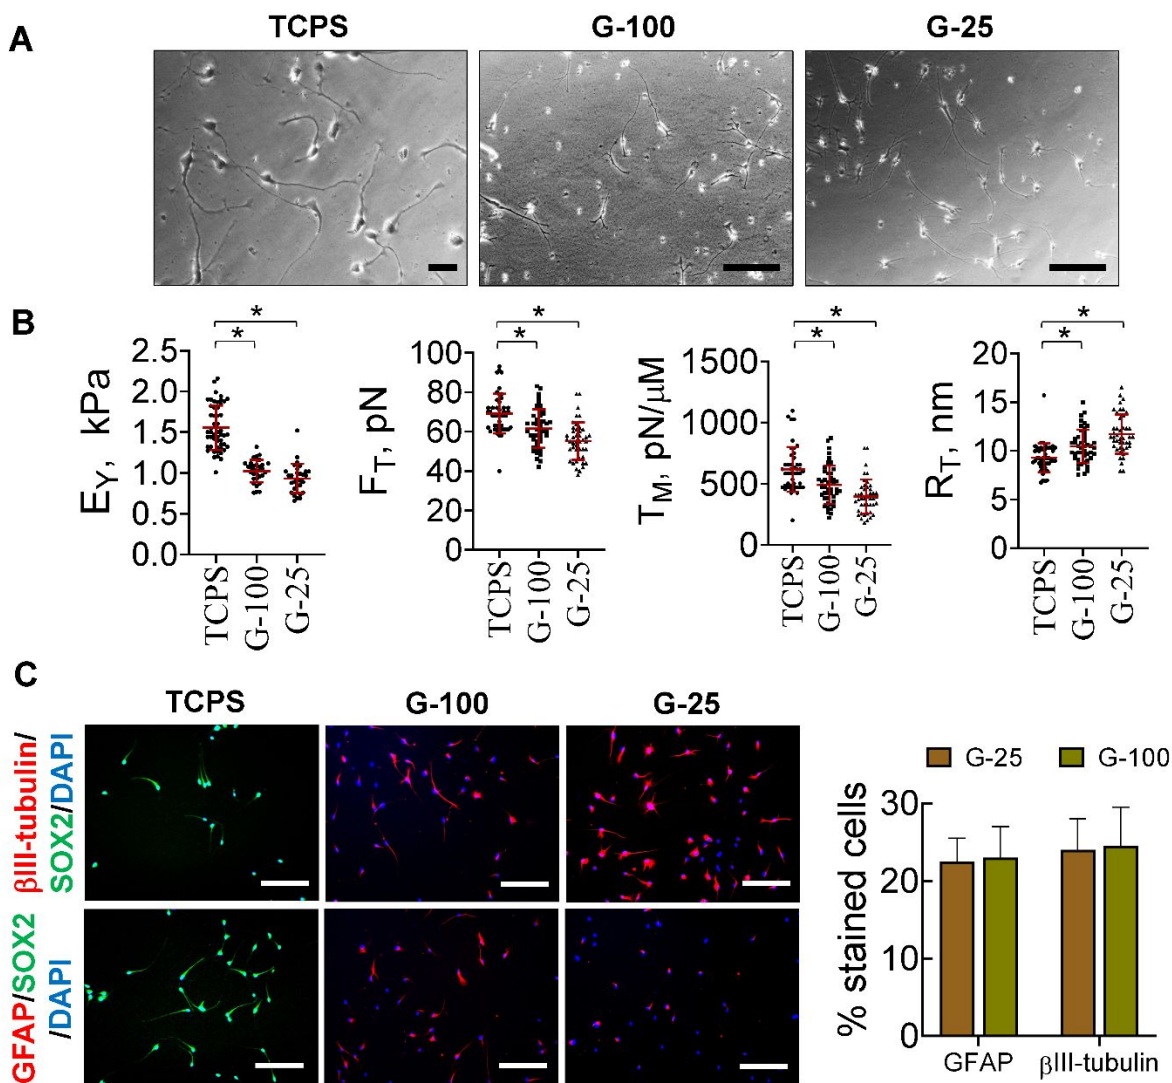 A
TCPS
G-100
G-25
B
* *
* *
* *
* *
E_Y, kPa
2.5
2.0
1.5
1.0
0.5
0.0
TCPS
G-100
G-25
F_T, pN
100
80
60
40
20
0
TCPS
G-100
G-25
T_M, pN/μM
1500
1000
500
0
TCPS
G-100
G-25
R_T, nm
20
15
10
5
0
TCPS
G-100
G-25
C
TCPS
G-100
G-25
βIII-tubulin/
SOX2/DAPI
GFAP/SOX2
/DAPI
G-25
G-100
% stained cells
30
20
10
0
GFAP
βIII-tubulin